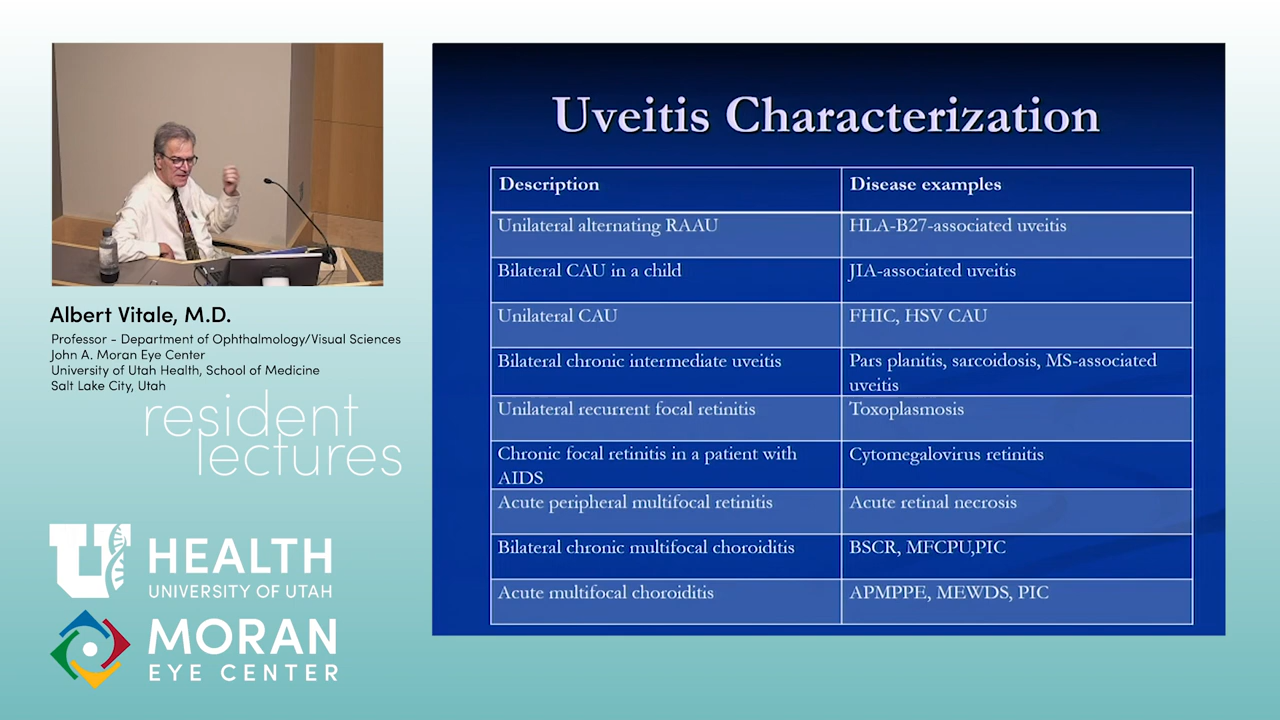 Uveitis Characterization
Description
Disease examples
Unilateral alternating RAAU
HLA-B27-associated uveitis
Bilateral CAU in a child
JIA-associated uveitis
Unilateral CAU
FHIC, HSV CAU
Bilateral chronic intermediate uveitis
Pars planitis, sarcoidosis, MS-associated
uveitis
Unilateral recurrent focal retinitis
Toxoplasmosis
Chronic focal retinitis in a patient with
AIDS
Cytomegalovirus retinitis
Acute peripheral multifocal retinitis
Acute retinal necrosis
Bilateral chronic multifocal choroiditis
BSCR, MFCPU,PIC
Acute multifocal choroiditis
APMPPE, MEWDS, PIC
Albert Vitale, M.D.
Professor - Department of Ophthalmology/Visual Sciences
John A. Moran Eye Center
University of Utah Health, School of Medicine
Salt Lake City, Utah
resident
lectures
U HEALTH
UNIVERSITY OF UTAH
MORAN
EYE CENTER